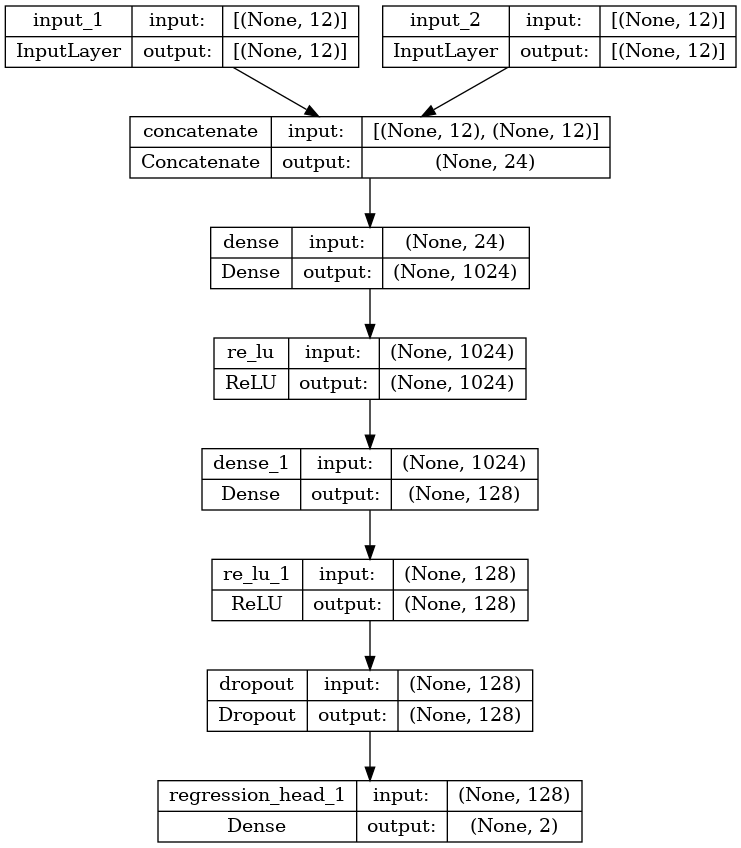 input_1 input: [(None, 12)]
InputLayer output: [(None, 12)]
input_2 input: [(None, 12)]
InputLayer output: [(None, 12)]
concatenate input: [(None, 12), (None, 12)]
Concatenate output: (None, 24)
dense input: (None, 24)
Dense output: (None, 1024)
re_lu input: (None, 1024)
ReLU output: (None, 1024)
dense_1 input: (None, 1024)
Dense output: (None, 128)
re_lu_1 input: (None, 128)
ReLU output: (None, 128)
dropout input: (None, 128)
Dropout output: (None, 128)
regression_head_1 input: (None, 128)
Dense output: (None, 2)